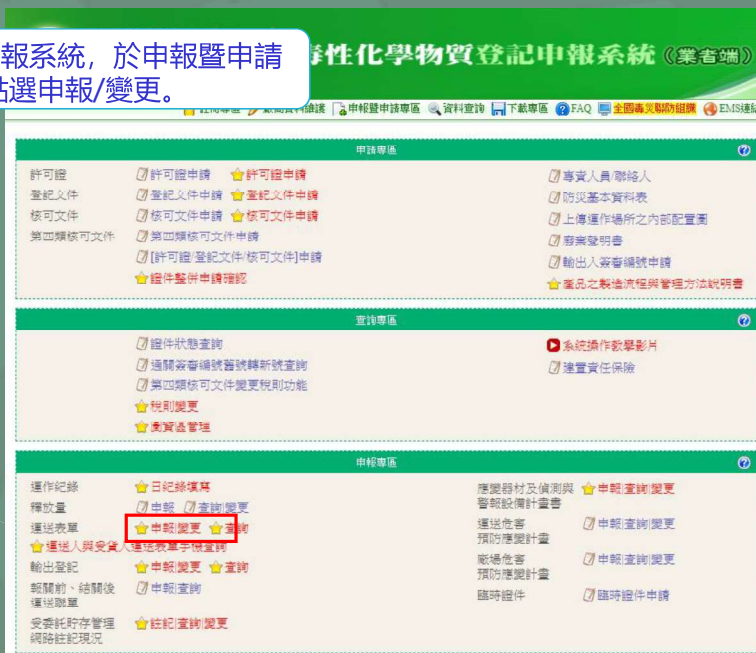 報系統，於申報暨申請
點選申報/變更。
毒性化學物質登記申報系統(業者端)
申報暨申請專區 資料查詢 下載專區 FAQ 全國毒災聯防組織 EMS連結
申請專區
許可證 許可證申請 許可證申請
登記文件 登記文件申請 登記文件申請
核可文件 核可文件申請 核可文件申請
第四類核可文件 第四類核可文件申請
[許可證/登記文件/核可文件]申請
證件整併申請確認
專責人員/聯絡人
防災基本資料表
上傳運作場所之內部配置圖
廢棄聲明書
輸出人簽審編號申請
產品之製造流程與管理方法說明書
查詢專區
證件狀態查詢
通關簽審編號舊號轉新號查詢
第四類核可文件變更稅則功能
稅則變更
劃資品管理
系統操作教學影片
建置責任保險
申報專區
運作紀錄 日紀錄填寫
釋放量 申報 查詢|變更
運送表單 申報|變更 查詢
運送人與受貨人運送表單手機查詢
輸出登記 申報|變更 查詢
報關前、結關後
運送聯單 申報|查詢
受委託貯存管理
網路註記現況 註記|查詢|變更
應變器材及偵測與
警報設備計畫書 申報|查詢|變更
運送危害
預防應變計畫 申報|查詢|變更
廠場危害
預防應變計畫 申報|查詢|變更
臨時證件 臨時證件申請